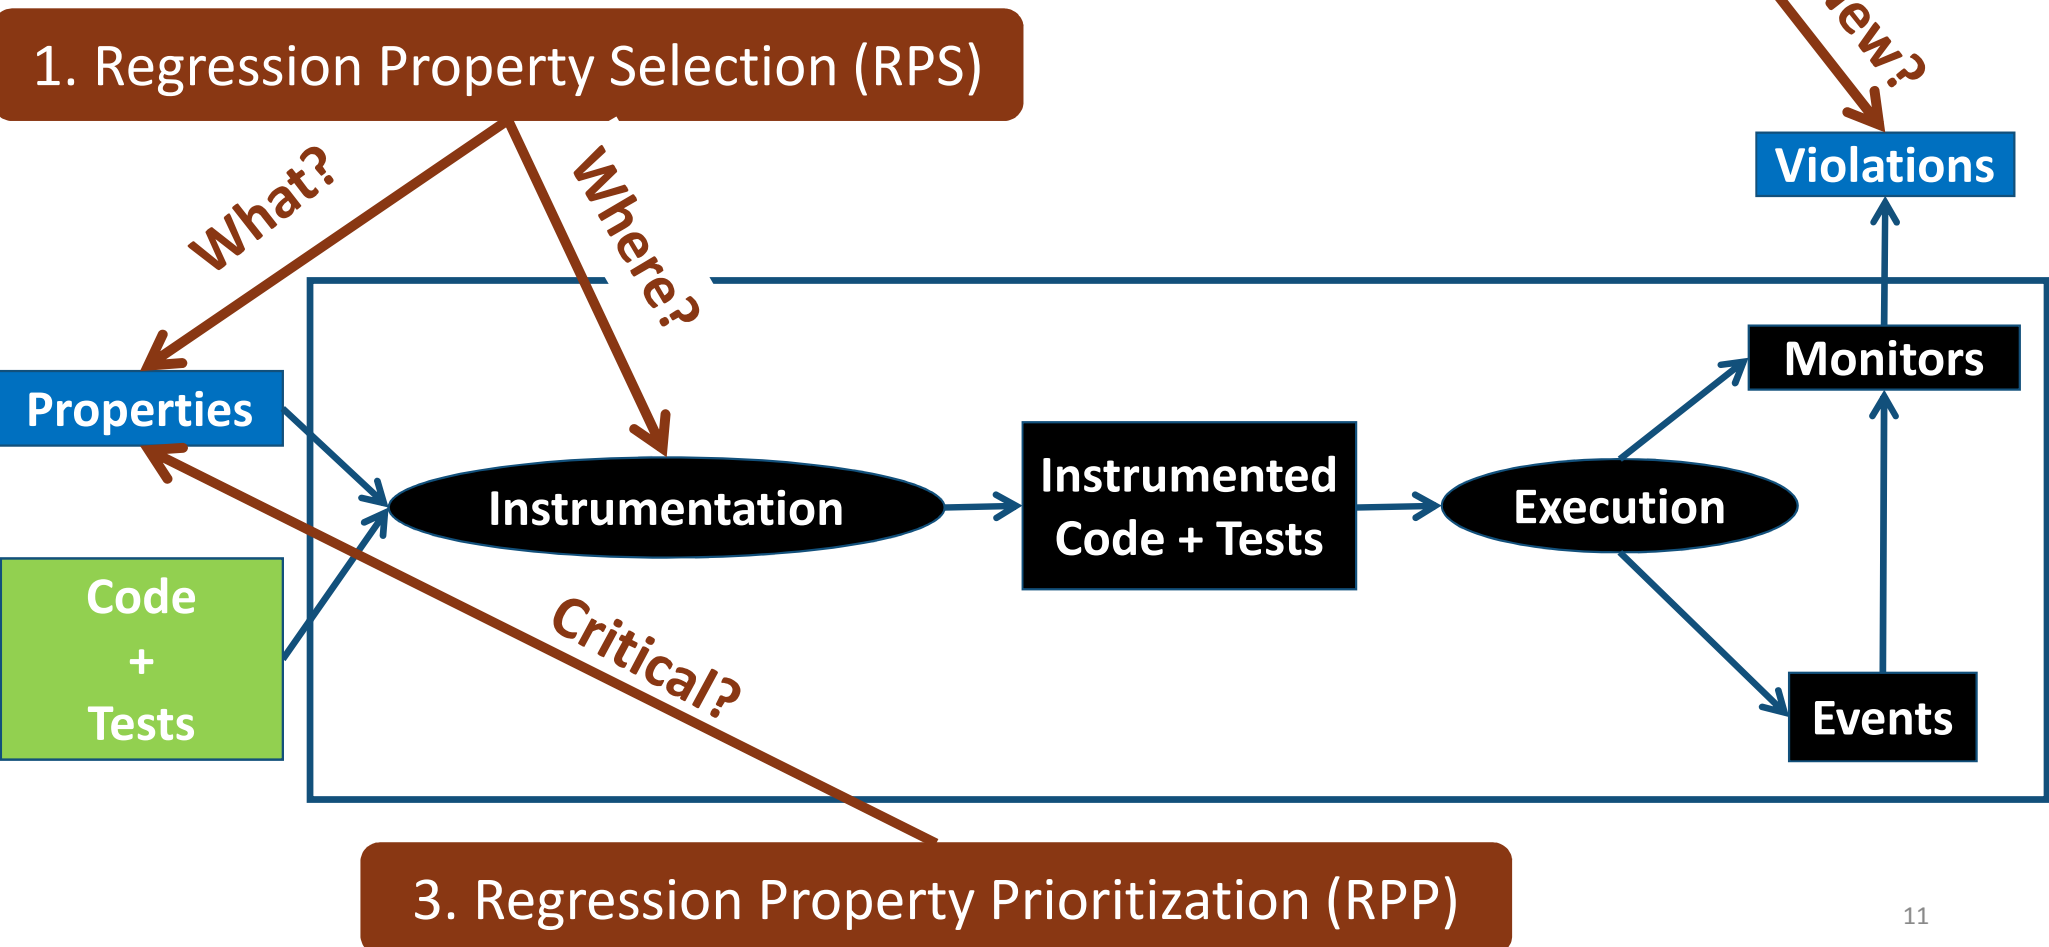 1. Regression Property Selection (RPS)
What?
Where?
Violations
Properties
Monitors
Instrumentation
Instrumented
Code + Tests
Execution
Code
+
Tests
Critical?
Events
3. Regression Property Prioritization (RPP)
11